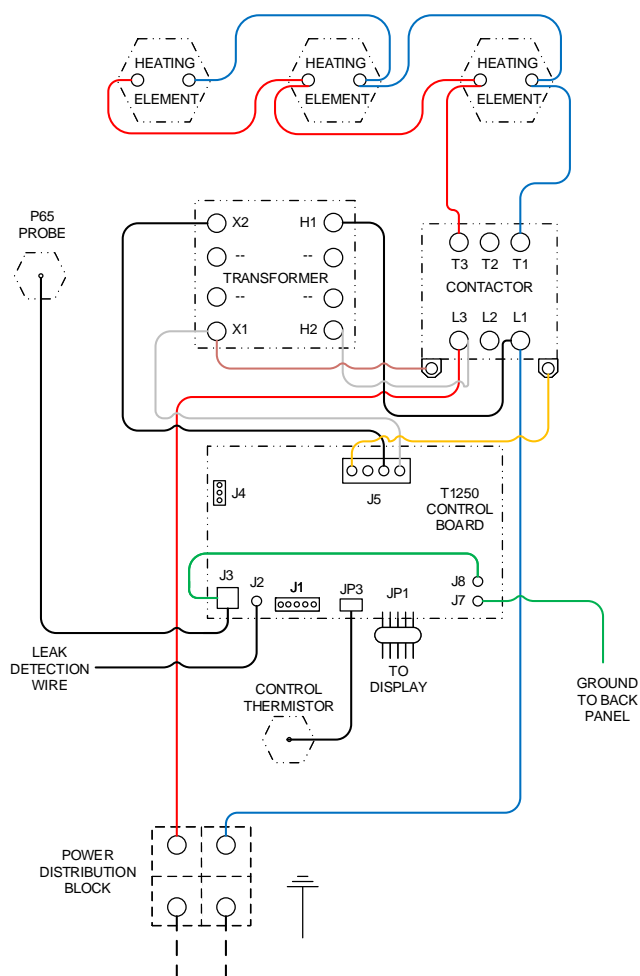 HEATING
ELEMENT
HEATING
ELEMENT
HEATING
ELEMENT
P65
PROBE
X2
H1
--
--
TRANSFORMER
--
--
X1
H2
T3
T2
T1
CONTACTOR
L3
L2
L1
J4
J5
T1250
CONTROL
BOARD
J3
J2
J1
JP3
JP1
J8
J7
LEAK
DETECTION
WIRE
TO
DISPLAY
CONTROL
THERMISTOR
GROUND
TO BACK
PANEL
POWER
DISTRIBUTION
BLOCK